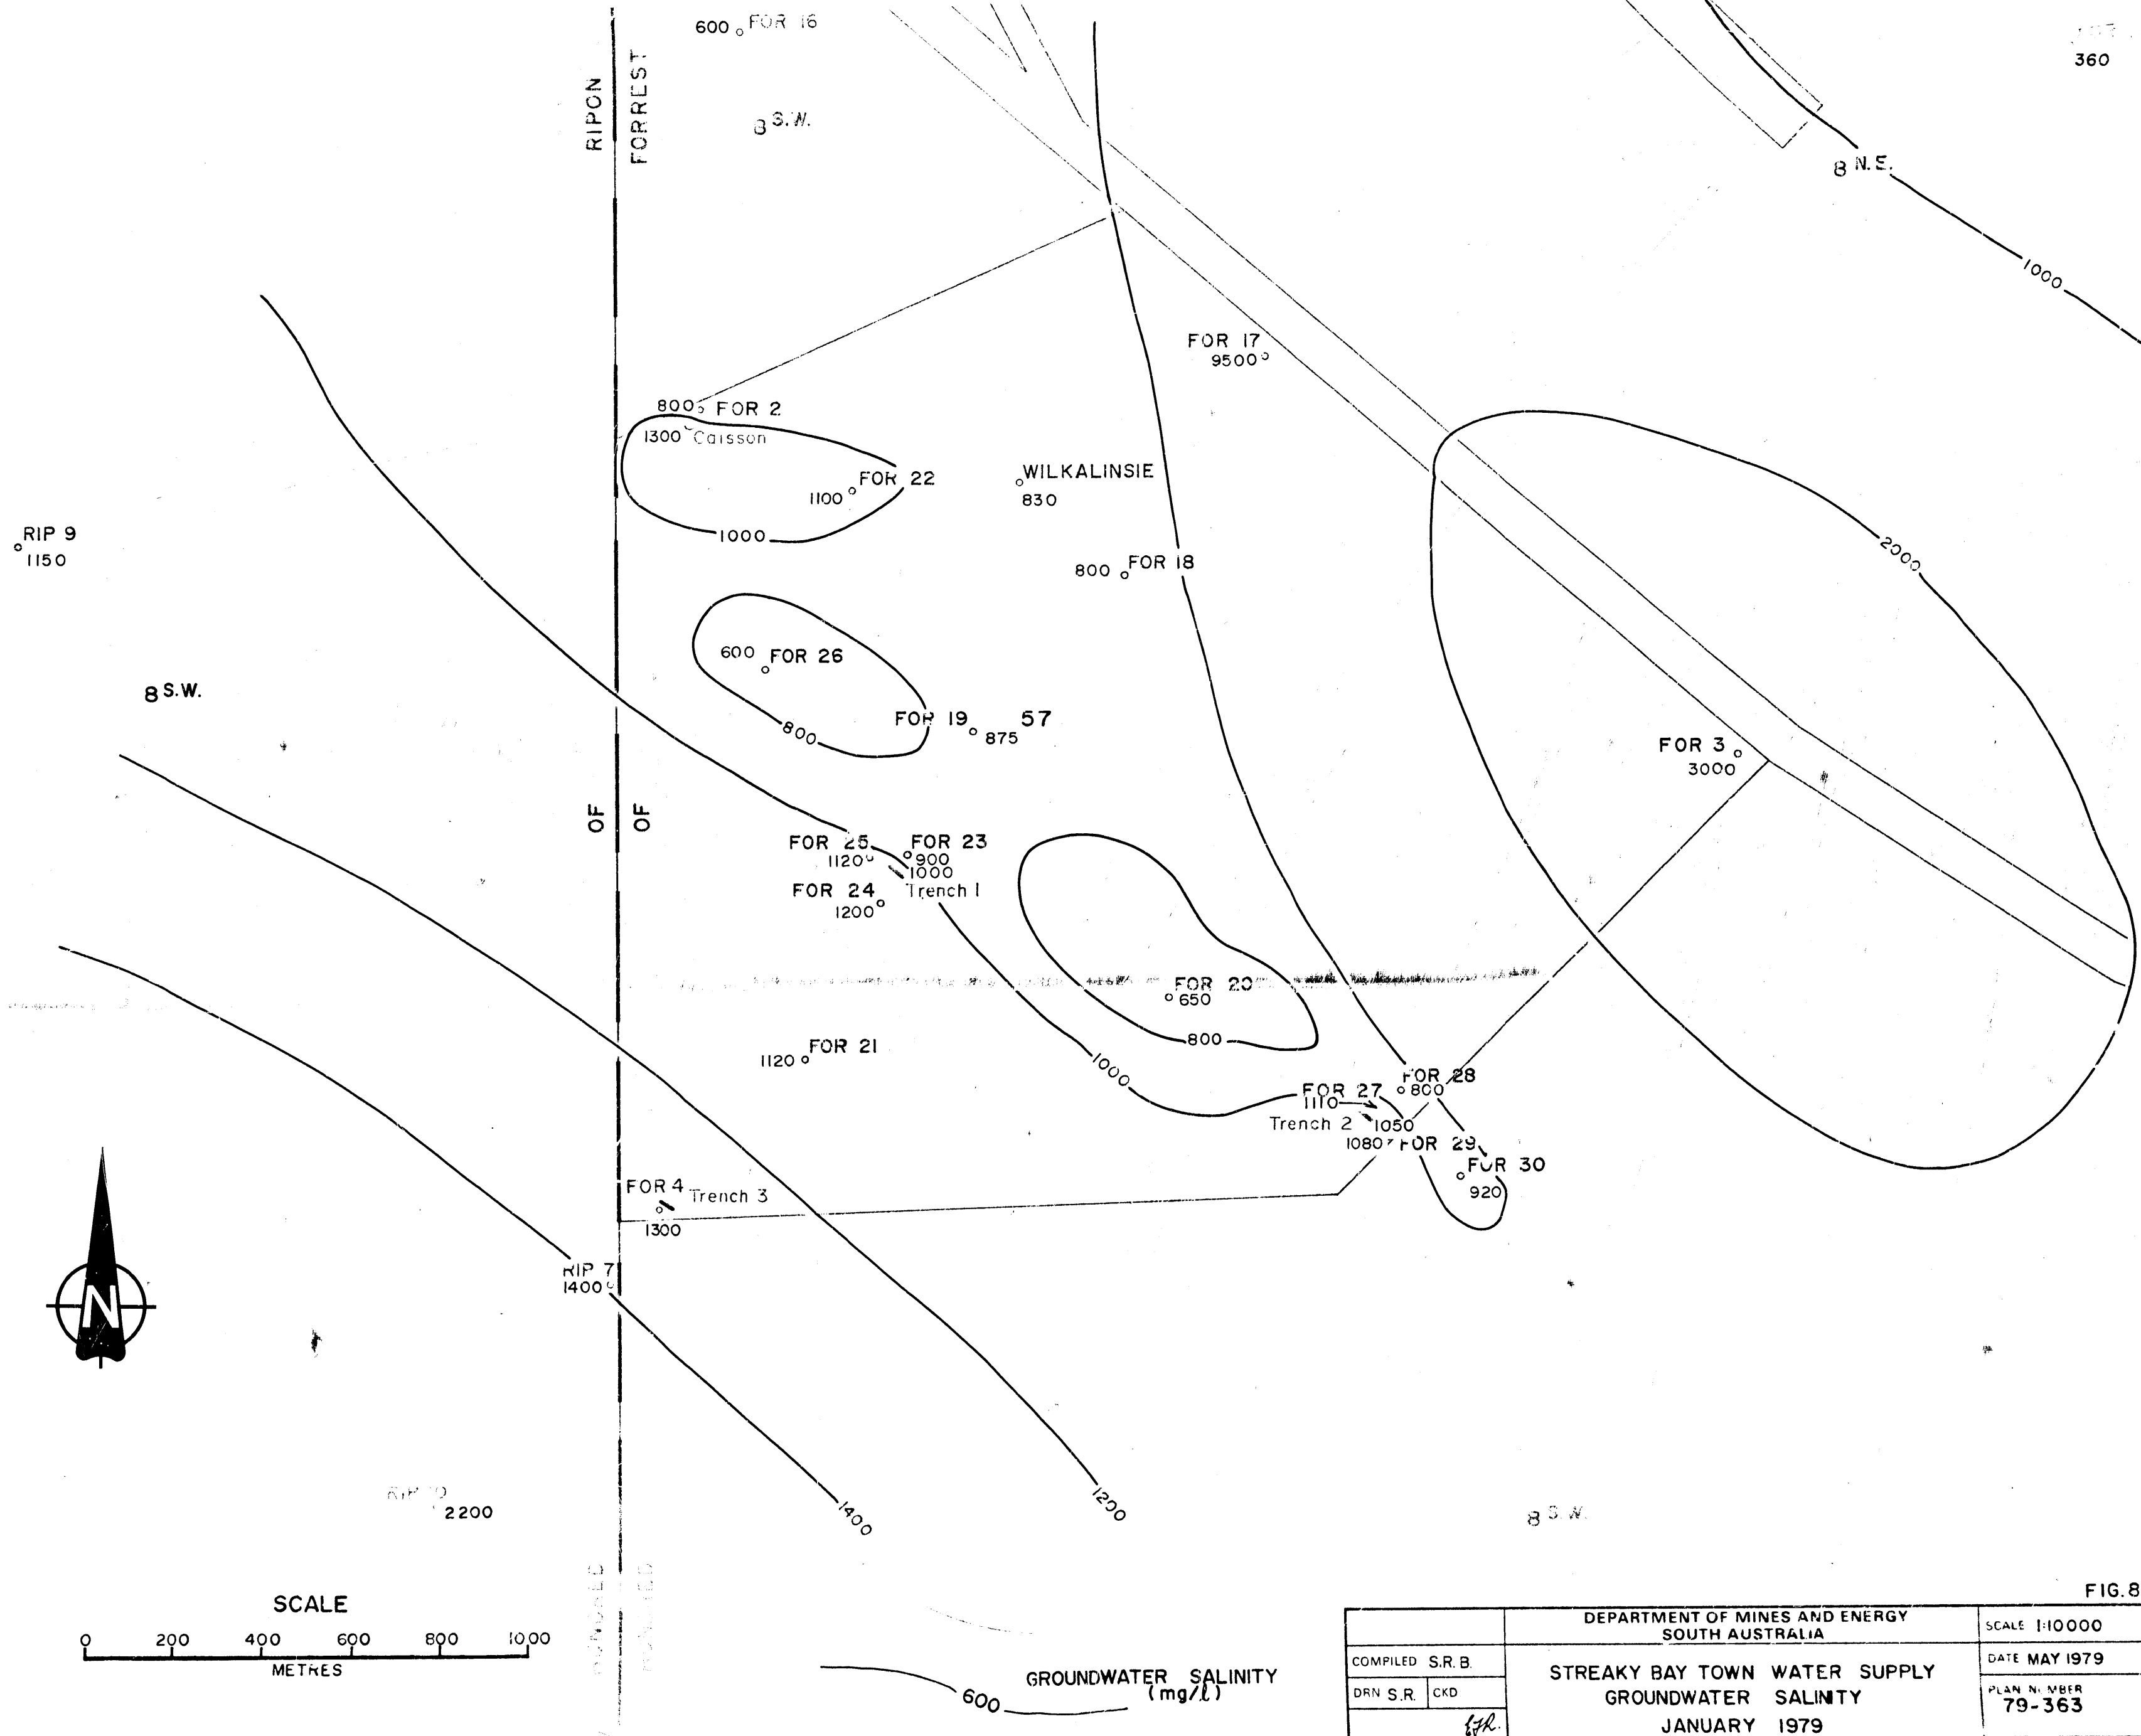 600 FOR 16
360
RIPON
FORREST
8 S.W.
8 N.E.
1000
FOR 17
9500
800 FOR 2
1300 Caisson
FOR 22
1100
1000
WILKALINSIE
830
RIP 9
1150
800 FOR 18
2000
600 FOR 26
800
8 S.W.
FOR 19 57
875
FOR 3
3000
OF
OF
FOR 25
1120
FOR 23
900
1000
Trench 1
FOR 24
1200
FOR 20
650
800
1120 FOR 21
1000
FOR 28
800
FOR 27
1110
Trench 2 1050
1080 FOR 29
FOR 30
920
FOR 4 Trench 3
1300
RIP 7
1400
N
2200
1400
1200
8 S.W.
SCALE
0 200 400 600 800 1000
METRES
600
GROUNDWATER SALINITY
(mg/l)
FIG. 8
DEPARTMENT OF MINES AND ENERGY
SOUTH AUSTRALIA
SCALE 1:10000
COMPILED S.R.B.
DRN S.R. CKD
STREAKY BAY TOWN WATER SUPPLY
GROUNDWATER SALINITY
JANUARY 1979
DATE MAY 1979
PLAN NUMBER
79-363